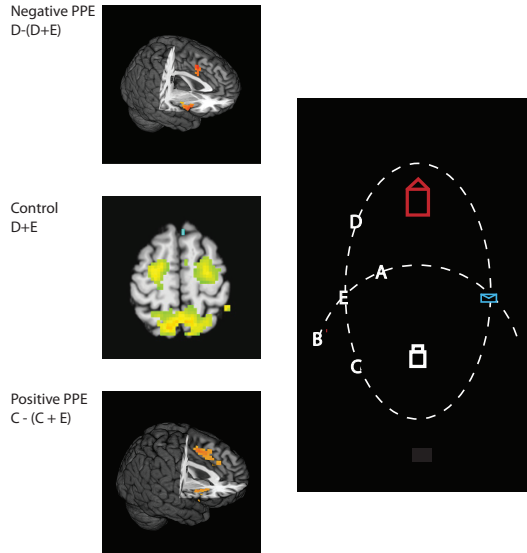 Negative PPE
D-(D+E)
Control
D+E
Positive PPE
C - (C + E)
D
A
E
B
C